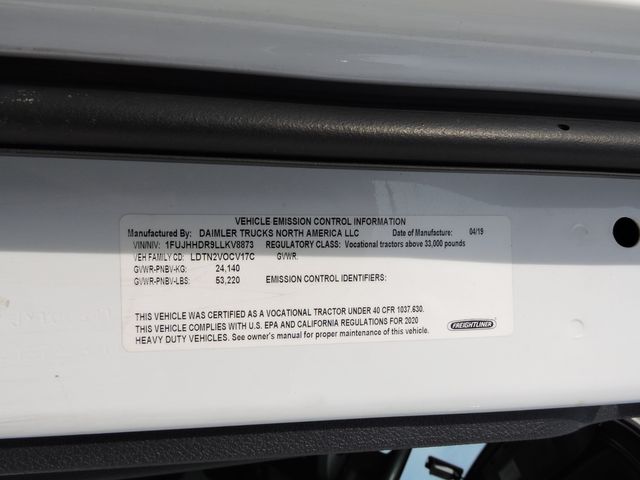 VEHICLE EMISSION CONTROL INFORMATION
Manufactured By: DAIMLER TRUCKS NORTH AMERICA LLC Date of Manufacture: 04/19
VIN/NIV: 1FUJHHDR9LLKV8873 REGULATORY CLASS: Vocational tractors above 33,000 pounds
VEH FAMILY CD: LDTN2VOCV17C GVWR:
GVWR-PNBV-KG: 24,140
GVWR-PNBV-LBS: 53,220 EMISSION CONTROL IDENTIFIERS:
THIS VEHICLE WAS CERTIFIED AS A VOCATIONAL TRACTOR UNDER 40 CFR 1037.630.
THIS VEHICLE COMPLIES WITH U.S. EPA AND CALIFORNIA REGULATIONS FOR 2020
HEAVY DUTY VEHICLES. See owner's manual for proper maintenance of this vehicle.
FREIGHTLINER